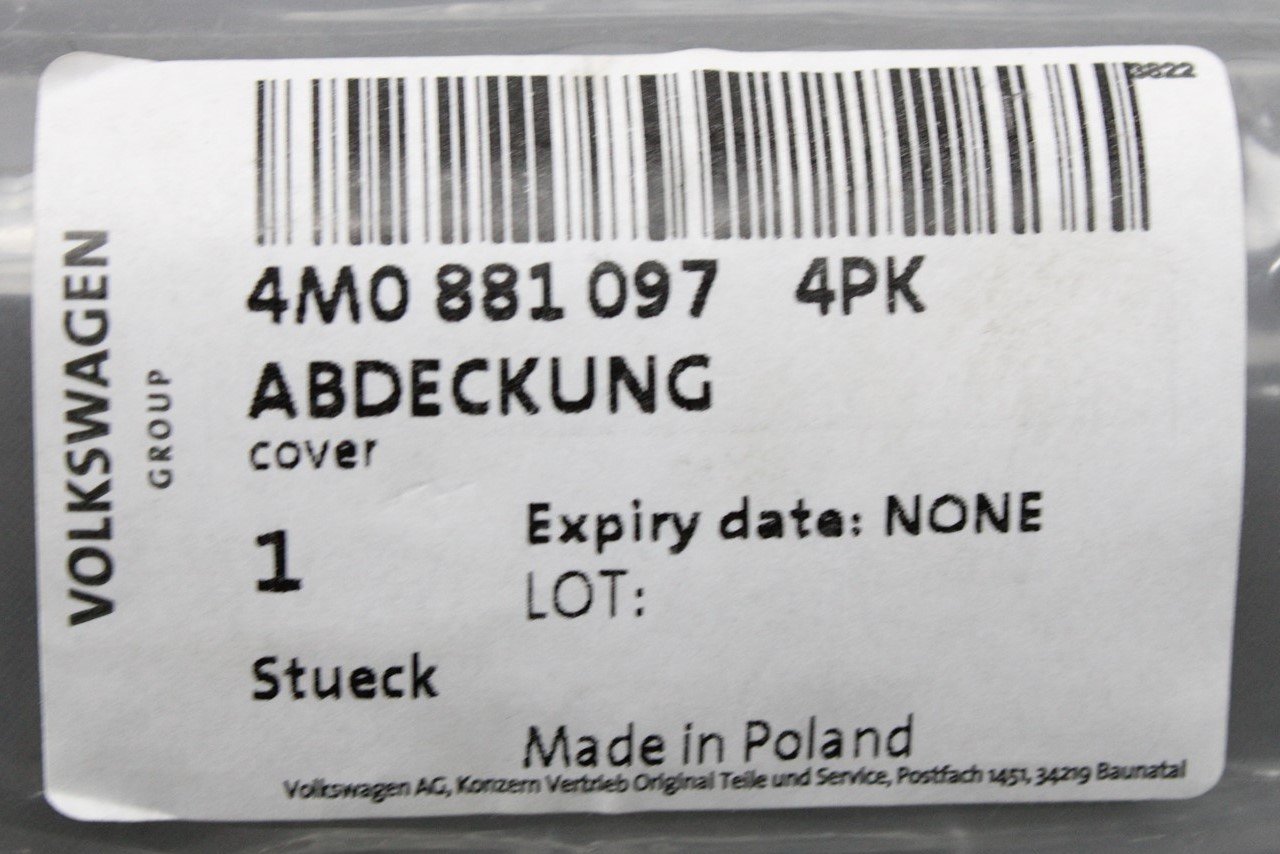 3822
4M0 881 097 4PK
ABDECKUNG
cover
1
Expiry date: NONE
LOT:
Stueck
Made in Poland
Volkswagen AG, Konzern Vertrieb Original Teile und Service, Postfach 1451, 34219 Baunatal
VOLKSWAGEN
GROUP